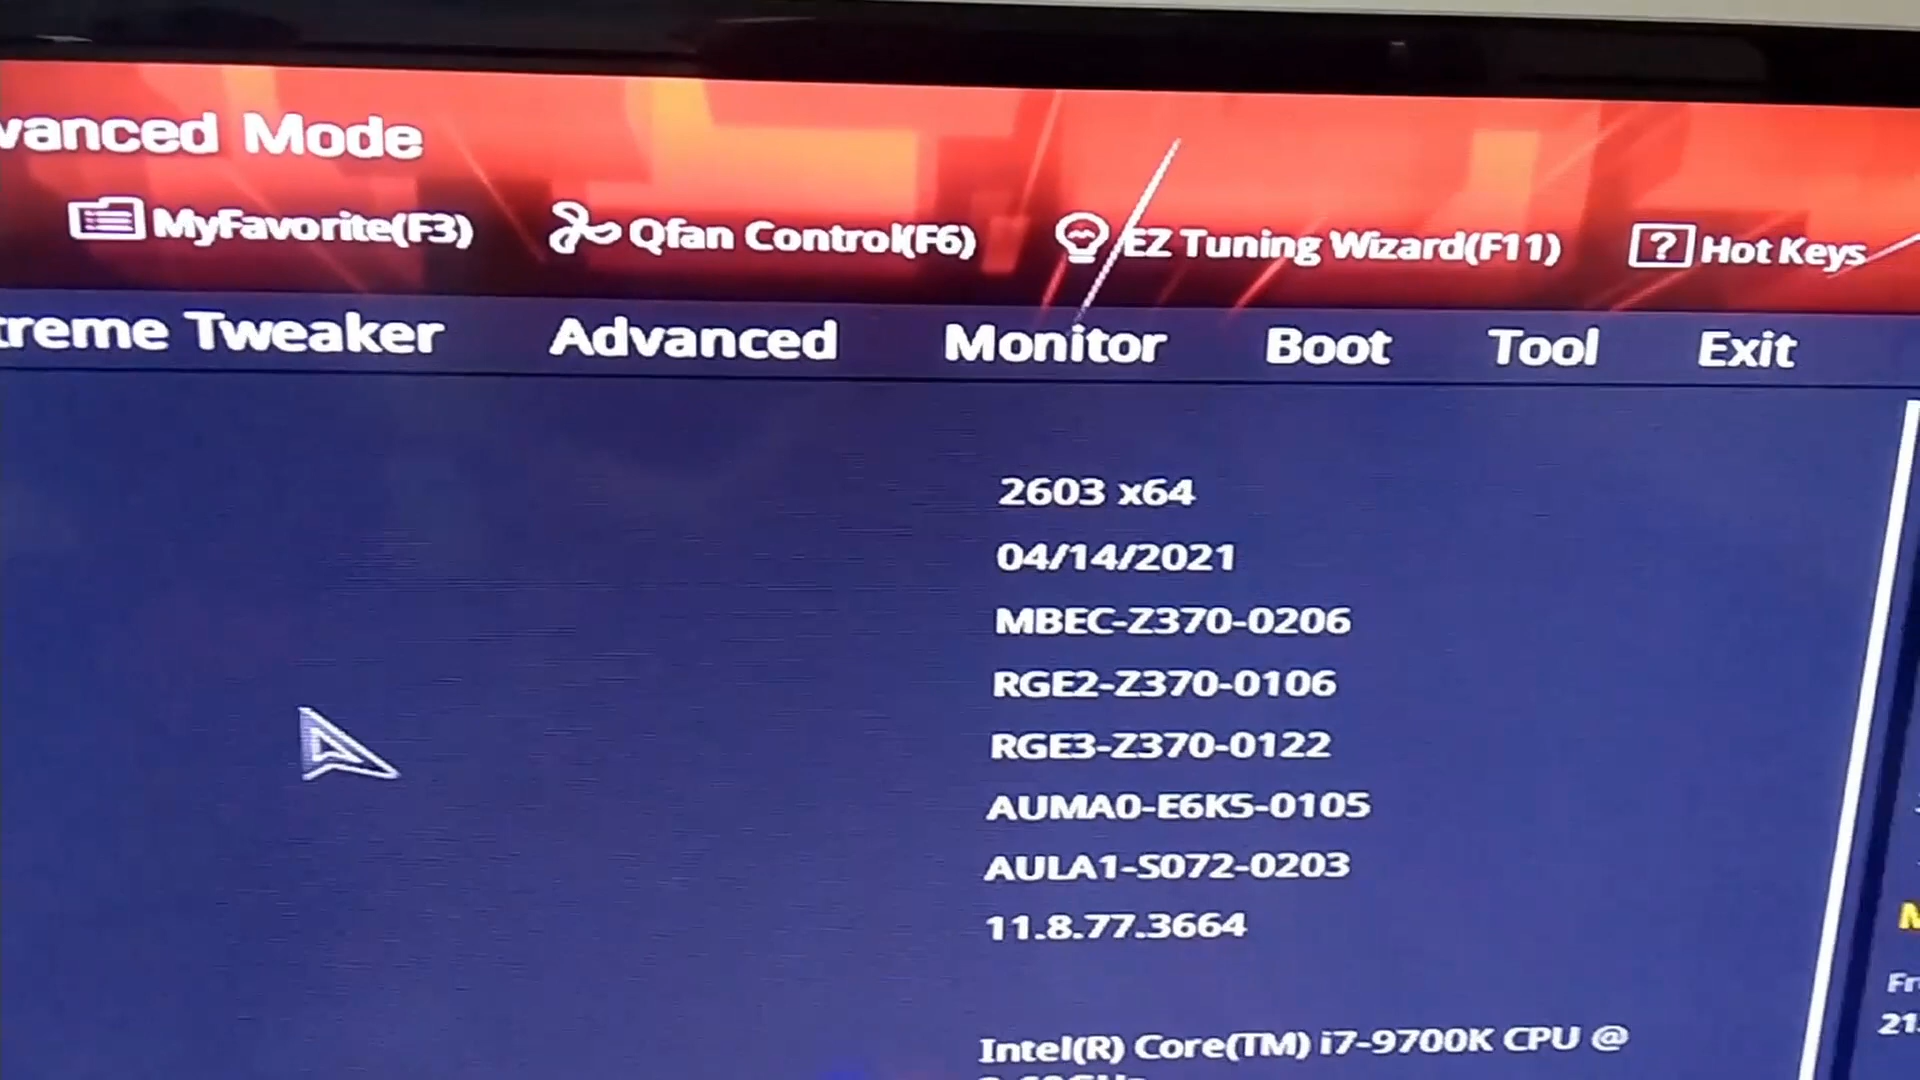 vanced Mode
MyFavorite(F3) Qfan Control(F6) EZ Tuning Wizard(F11) ? Hot Keys
treme Tweaker Advanced Monitor Boot Tool Exit
2603 x64
04/14/2021
MBEC-Z370-0206
RGE2-Z370-0106
RGE3-Z370-0122
AUMA0-E6K5-0105
AULA1-S072-0203
11.8.77.3664
Fr
21
Intel(R) Core(TM) i7-9700K CPU @